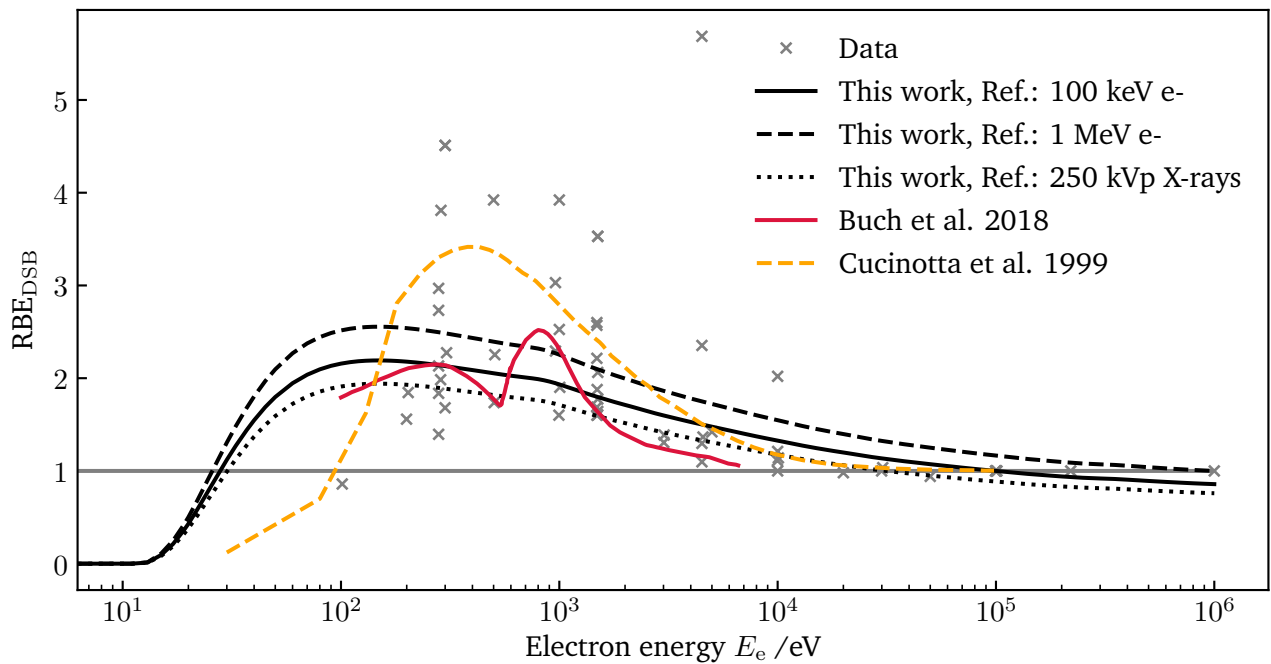 Data
This work, Ref.: 100 keV e-
This work, Ref.: 1 MeV e-
This work, Ref.: 250 kVp X-rays
Buch et al. 2018
Cucinotta et al. 1999
5
4
3
2
1
0
RBE_DSB
10^1 10^2 10^3 10^4 10^5 10^6
Electron energy E_e /eV